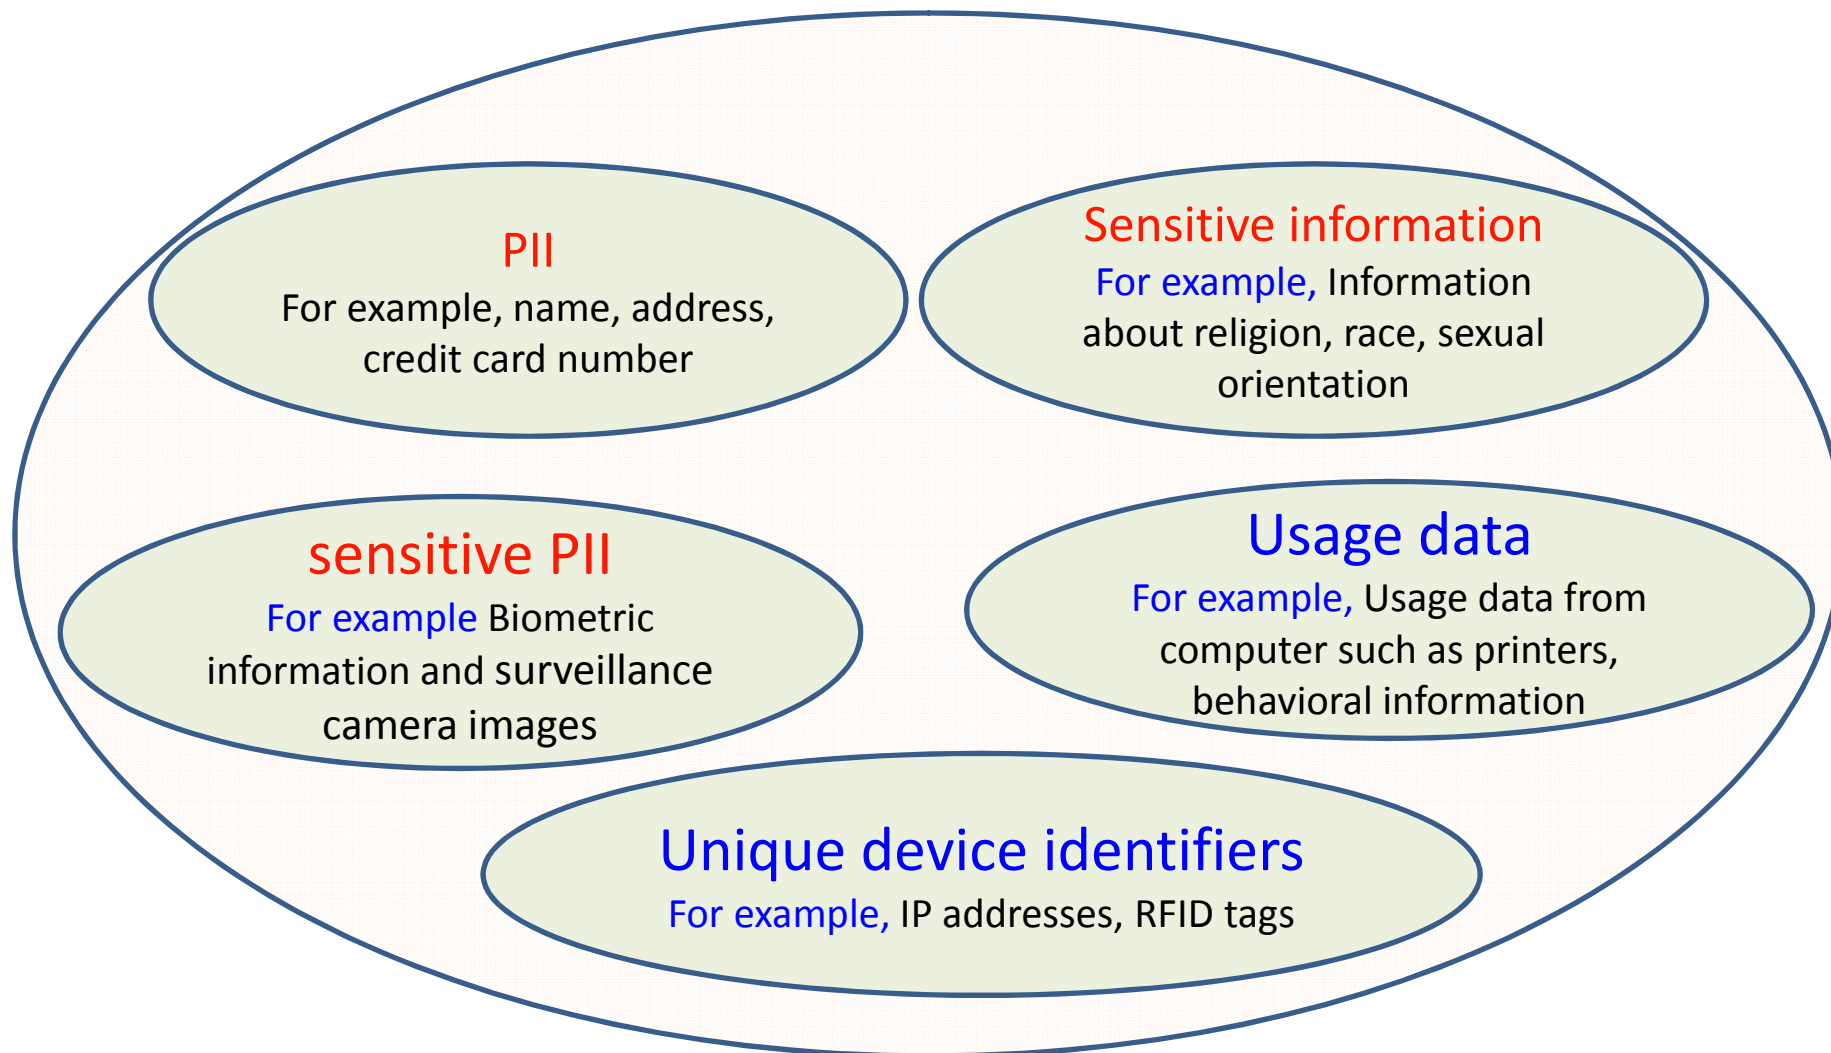 PII
For example, name, address,
credit card number
Sensitive information
For example, Information
about religion, race, sexual
orientation
sensitive PII
For example Biometric
information and surveillance
camera images
Usage data
For example, Usage data from
computer such as printers,
behavioral information
Unique device identifiers
For example, IP addresses, RFID tags